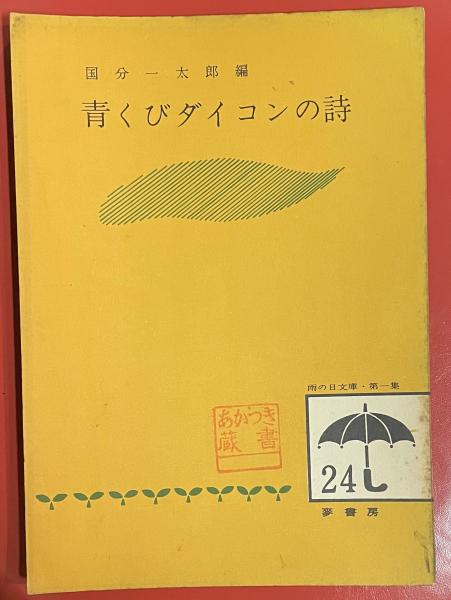 国分一太郎編
青くびダイコンの詩
雨の日文庫・第一集
あかつき
蔵書
24
麥書房